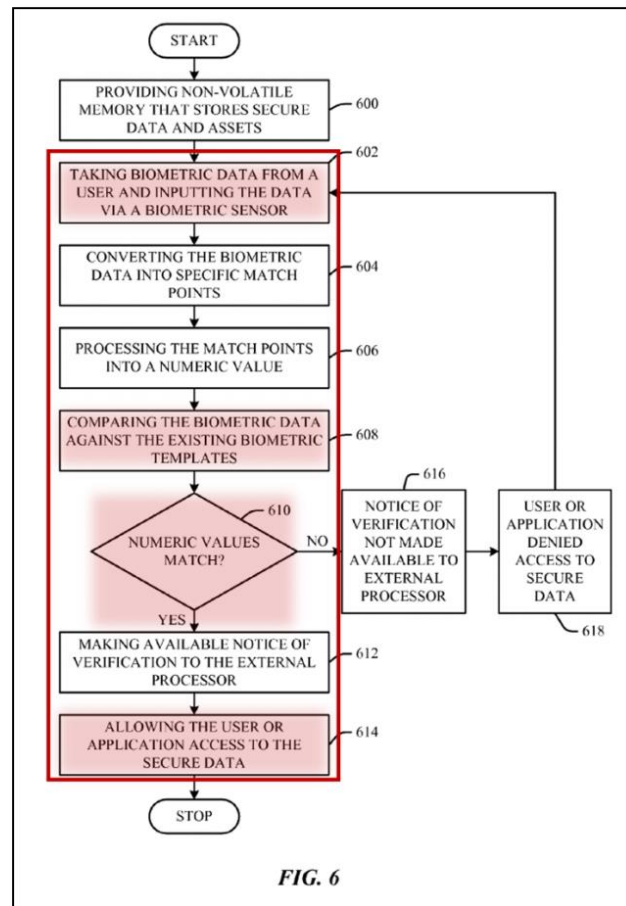 START
PROVIDING NON-VOLATILE
MEMORY THAT STORES SECURE
DATA AND ASSETS
600
602
TAKING BIOMETRIC DATA FROM A
USER AND INPUTTING THE DATA
VIA A BIOMETRIC SENSOR
CONVERTING THE BIOMETRIC
DATA INTO SPECIFIC MATCH
POINTS
604
PROCESSING THE MATCH POINTS
INTO A NUMERIC VALUE
606
COMPARING THE BIOMETRIC DATA
AGAINST THE EXISTING BIOMETRIC
TEMPLATES
608
610
NUMERIC VALUES
MATCH?
NO
YES
616
NOTICE OF
VERIFICATION
NOT MADE
AVAILABLE TO
EXTERNAL
PROCESSOR
USER OR
APPLICATION
DENIED
ACCESS TO
SECURE
DATA
618
MAKING AVAILABLE NOTICE OF
VERIFICATION TO THE EXTERNAL
PROCESSOR
612
ALLOWING THE USER OR
APPLICATION ACCESS TO THE
SECURE DATA
614
STOP
FIG. 6